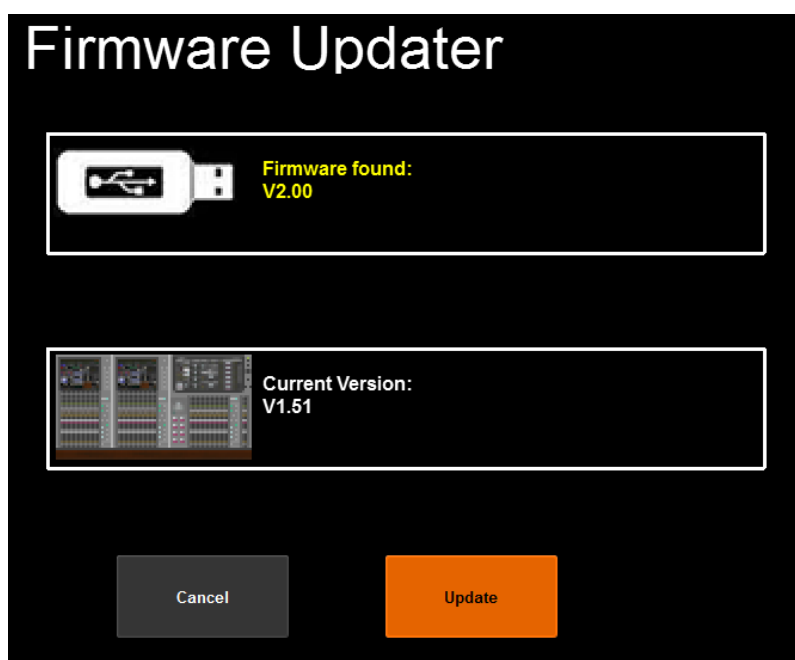 Firmware Updater
Firmware found:
V2.00
Current Version:
V1.51
Cancel
Update